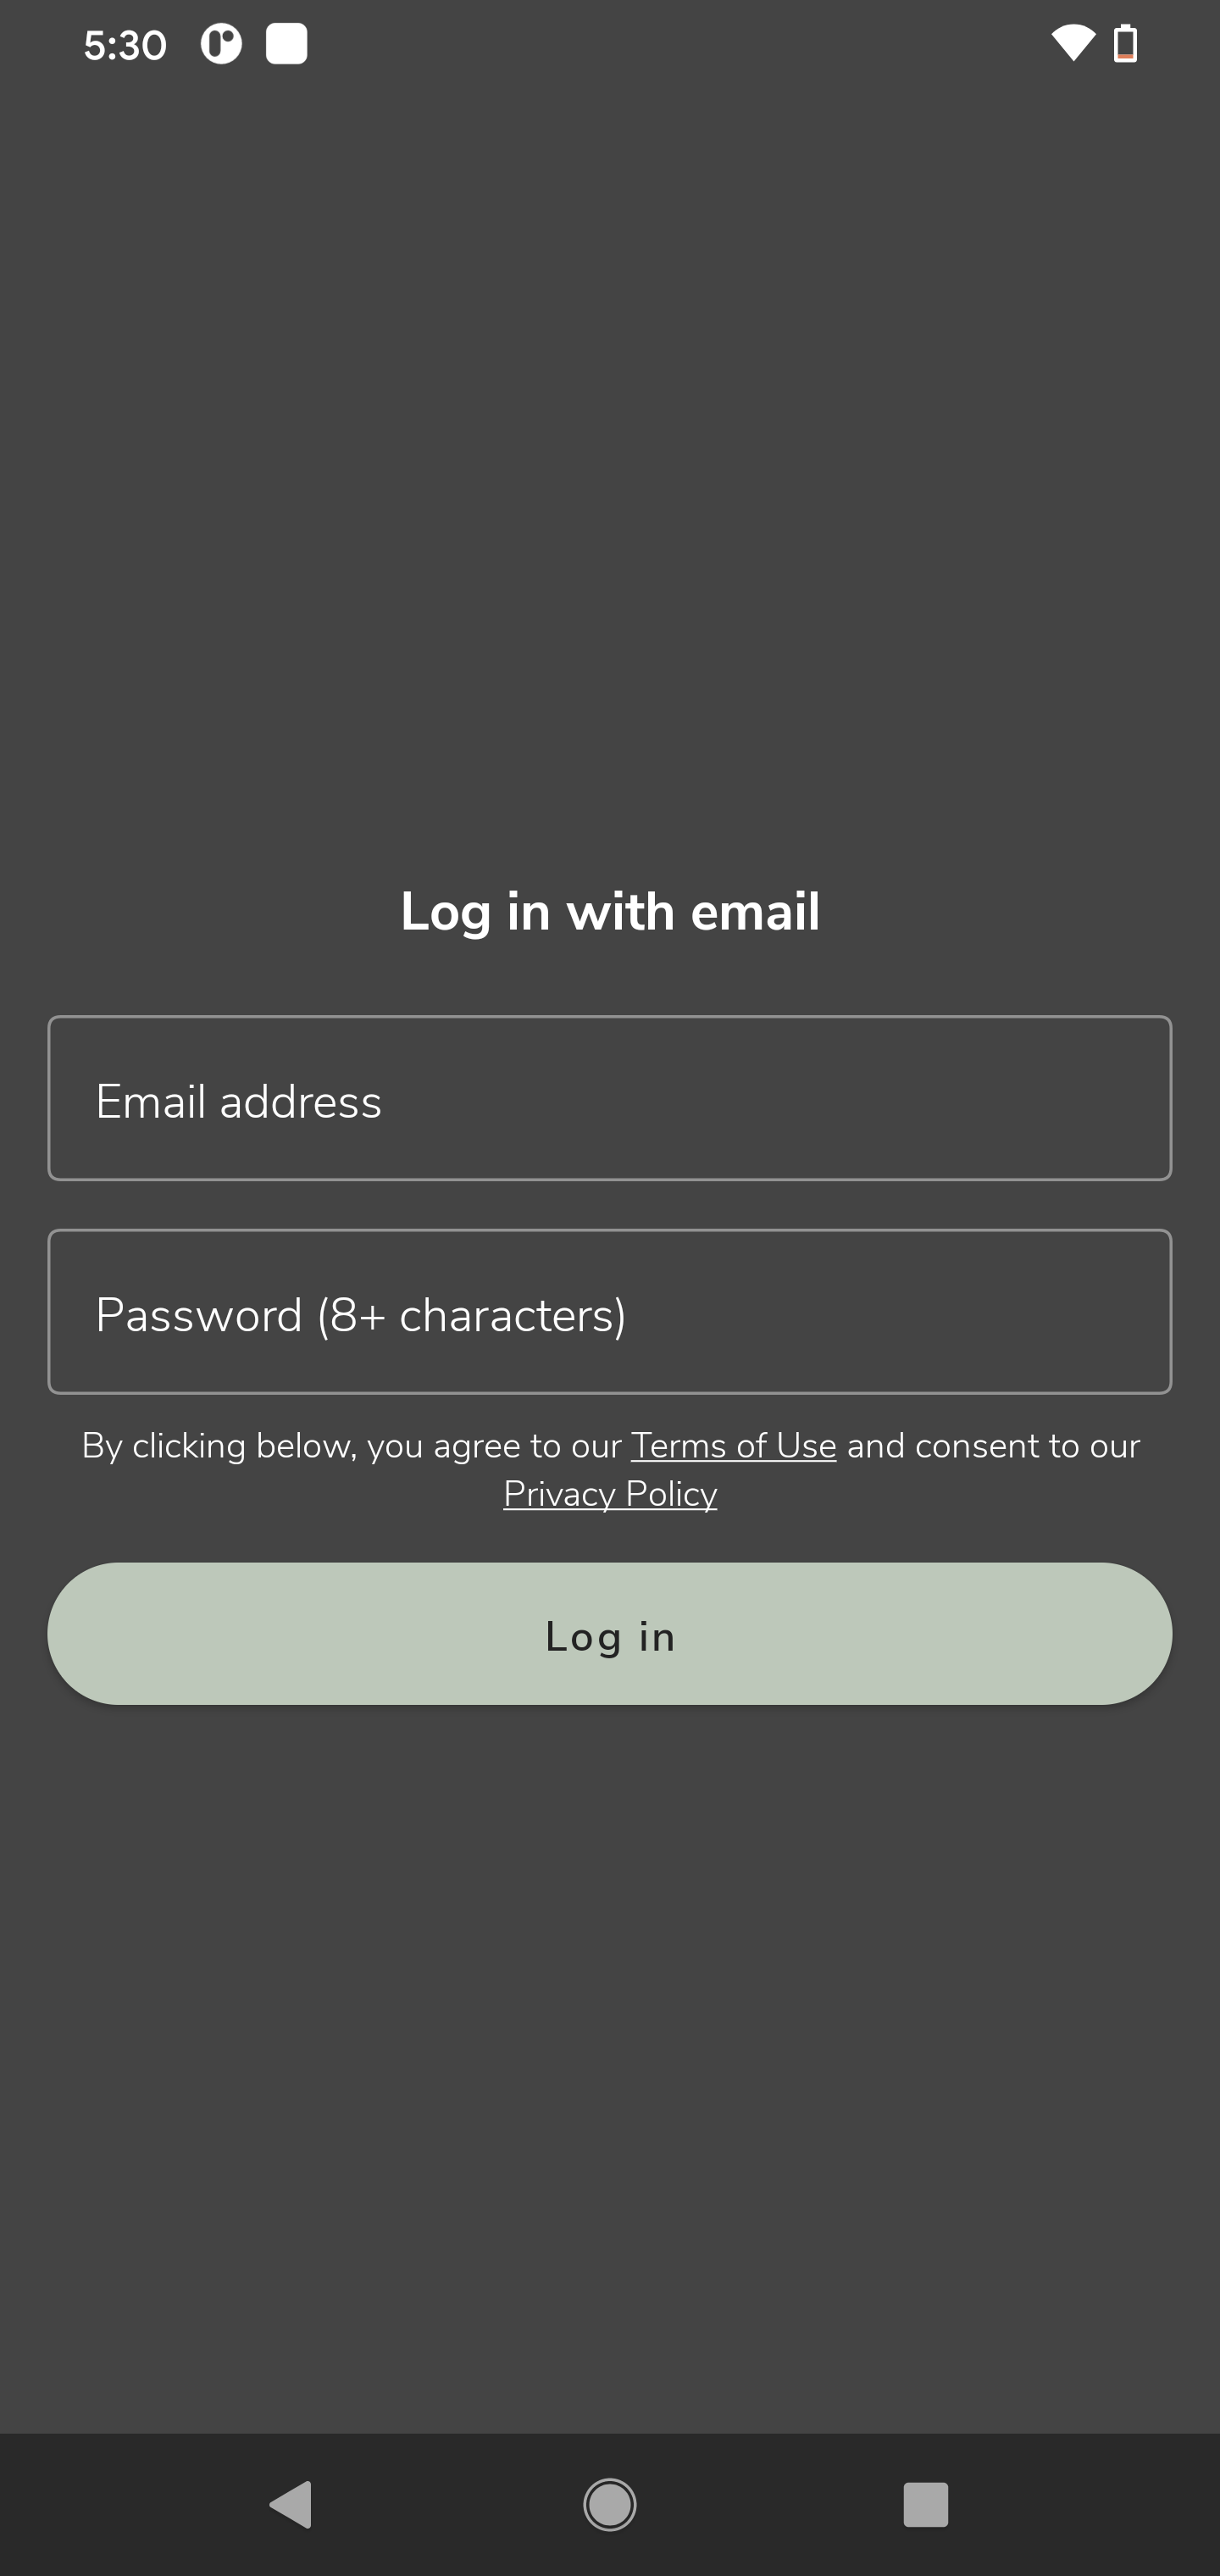 5:30
Log in with email
Email address
Password (8+ characters)
By clicking below, you agree to our Terms of Use and consent to our
Privacy Policy
Log in